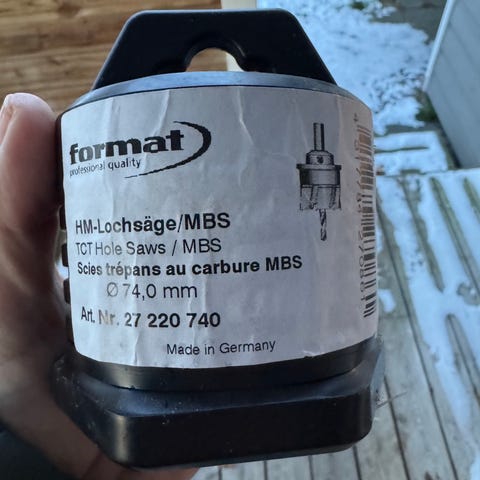 format
professional quality
HM-Lochsäge/MBS
TCT Hole Saws / MBS
Scies trépans au carbure MBS
Ø 74,0 mm
Art. Nr. 27 220 740
Made in Germany